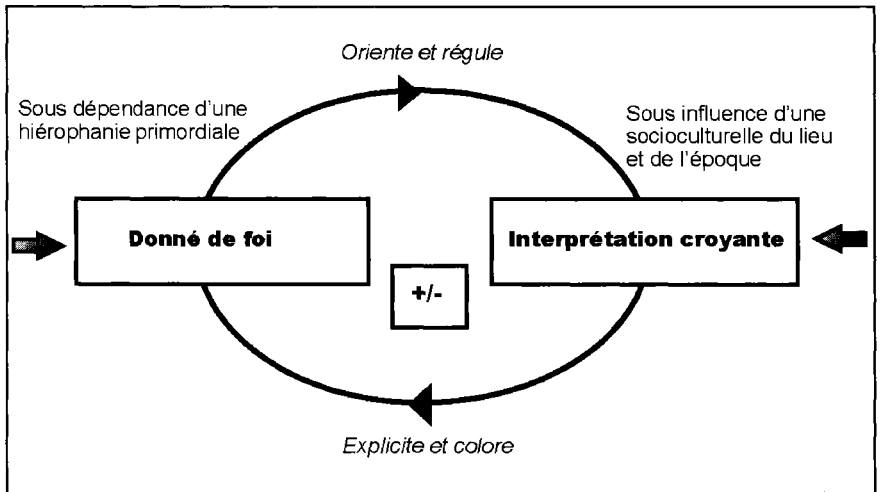 Oriente et régule
Sous dépendance d'une
hiérophanie primordiale
Sous influence d'une
socioculturelle du lieu
et de l'époque
Donné de foi
Interprétation croyante
+/-
Explicite et colore